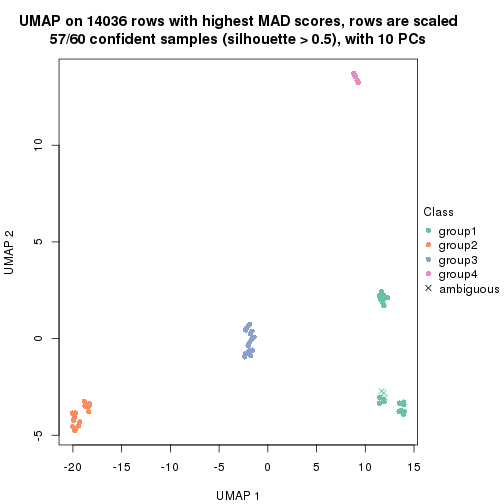 UMAP on 14036 rows with highest MAD scores, rows are scaled
57/60 confident samples (silhouette > 0.5), with 10 PCs
UMAP 2
10
5
0
-5
-20
-15
-10
-5
0
5
10
15
UMAP 1
Class
group1
group2
group3
group4
ambiguous